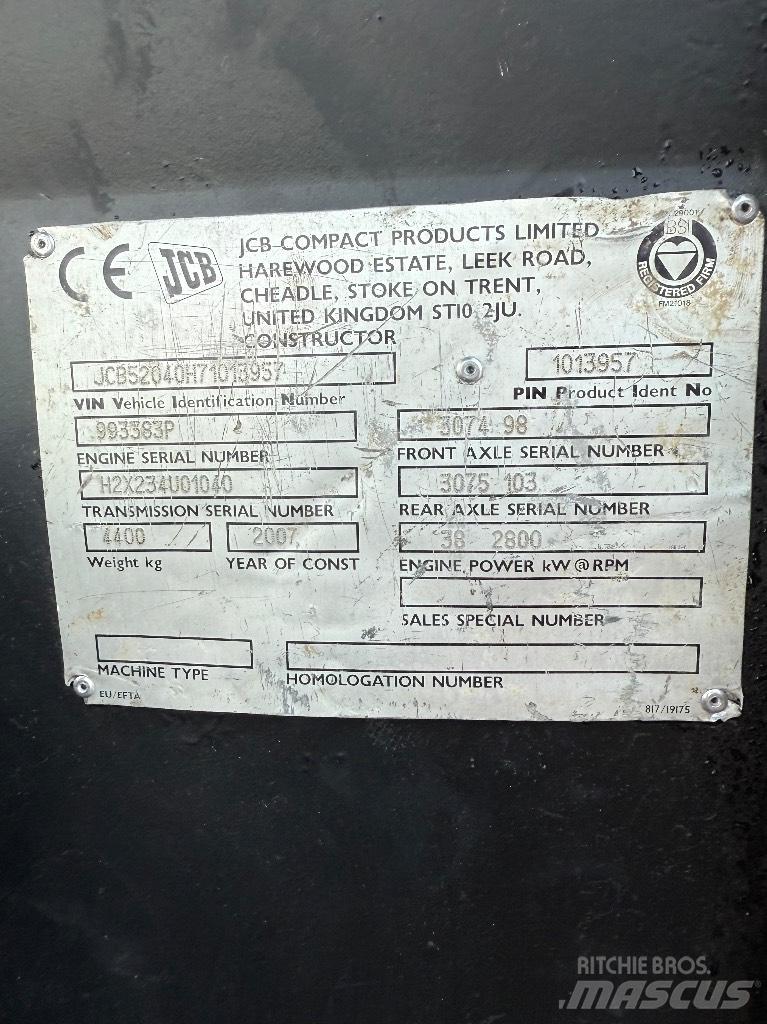 CE JCB JCB COMPACT PRODUCTS LIMITED
HAREWOOD ESTATE, LEEK ROAD,
CHEADLE, STOKE ON TRENT,
UNITED KINGDOM ST10 2JU.
CONSTRUCTOR
BSI
REGISTERED FIRM
FM21018
JCB52040H71013957
1013957
VIN Vehicle Identification Number
PIN Product Ident No
993383P
3074 98
ENGINE SERIAL NUMBER
FRONT AXLE SERIAL NUMBER
H2X234U01040
3075 103
TRANSMISSION SERIAL NUMBER
REAR AXLE SERIAL NUMBER
4400
2007
38 2800
Weight kg
YEAR OF CONST
ENGINE POWER kW @ RPM
SALES SPECIAL NUMBER
MACHINE TYPE
HOMOLOGATION NUMBER
EU/EFTA
817/19175
RITCHIE BROS.
MASCUS